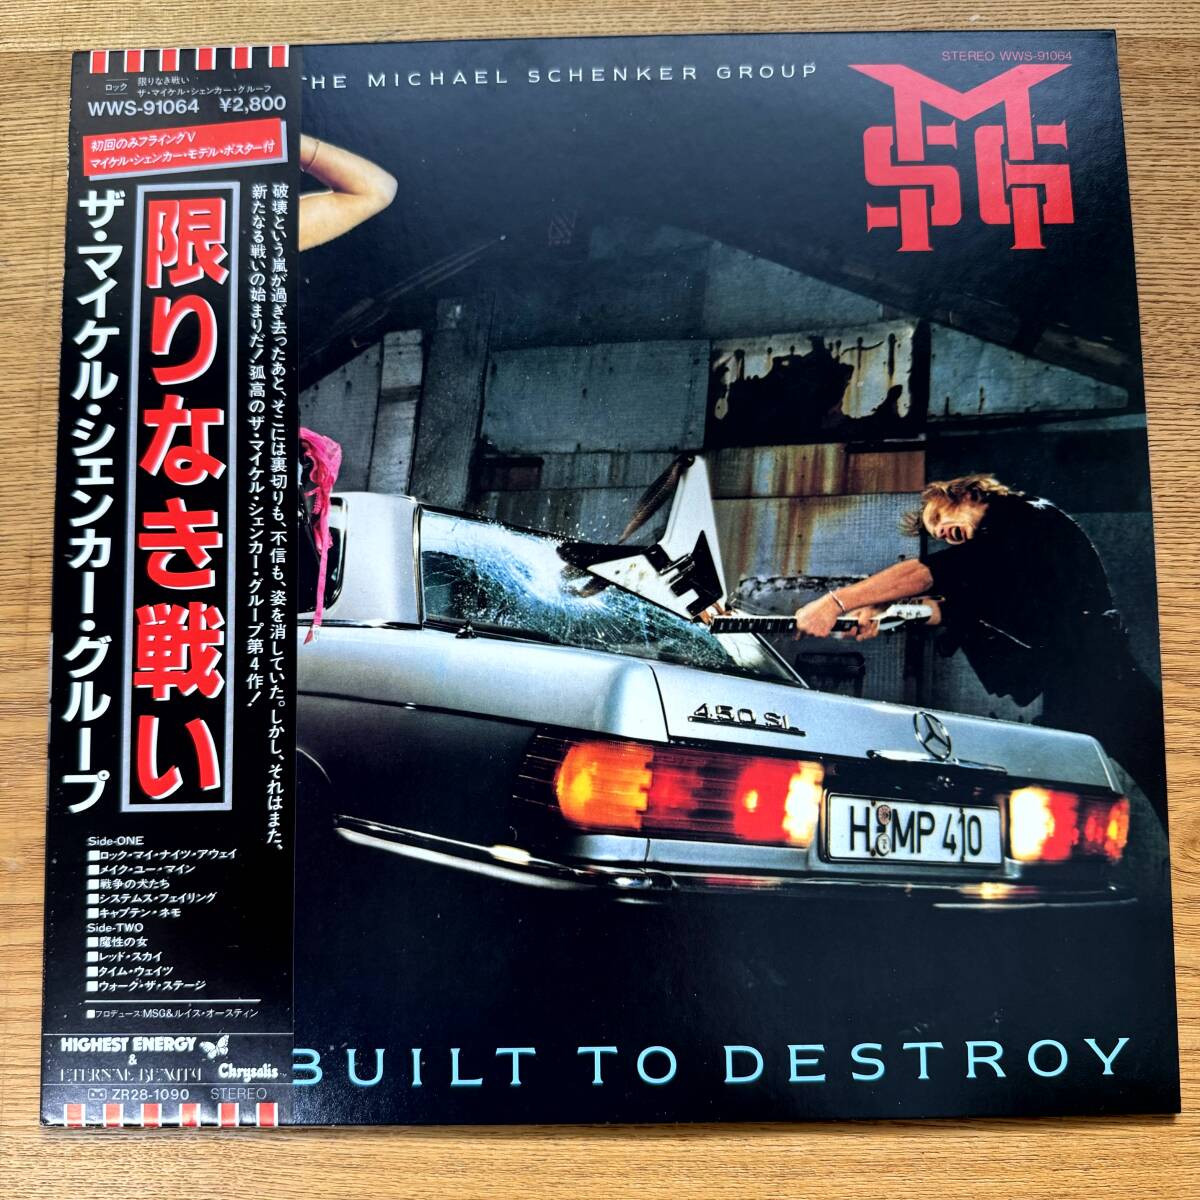 ロック
限りなき戦い
ザ・マイケル・シェンカー・グループ
WWS-91064 ¥2,800
初回のみフライングV
マイケル・シェンカー・モデル・ポスター付
破壊という嵐が過ぎ去ったあと、そこには裏切りも、不信も、姿を消していた。しかし、それはまた、
新たなる戦いの始まりだ！孤高のザ・マイケル・シェンカー・グループ第4作！
限りなき戦い
ザ・マイケル・シェンカー・グループ
Side-ONE
■ロック・マイ・ナイツ・アウェイ
■メイク・ユー・マイン
■戦争の犬たち
■システムス・フェイリング
■キャプテン・ネモ
Side-TWO
■魔性の女
■レッド・スカイ
■タイム・ウェイツ
■ウォーク・ザ・ステージ
■プロデュース:MSG&ルイス・オースティン
HIGHEST ENERGY
&
ETERNAL BEAUTY
Chrysalis
ZR28-1090 STEREO
STEREO WWS-91064
HE MICHAEL SCHENKER GROUP
MSG
450 SL
H MP 410
BUILT TO DESTROY